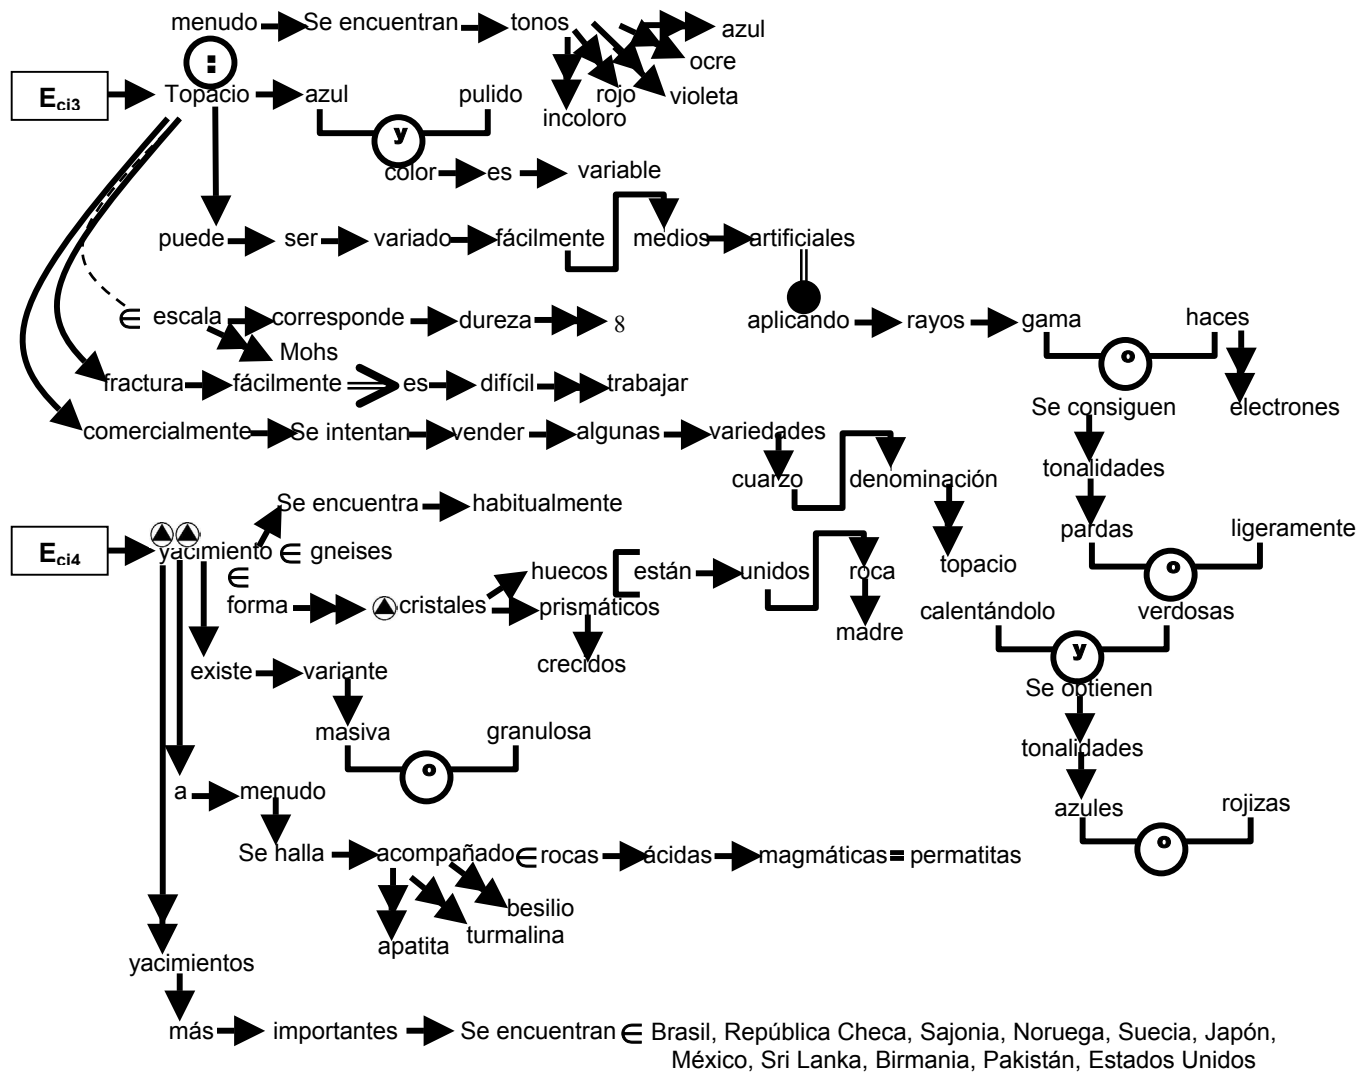 menudo Se encuentran tonos azul
ocre
:
E_ci3 Topacio azul pulido rojo violeta
incoloro
y
color es variable
puede ser variado fácilmente medios artificiales
∈ escala corresponde dureza 8 aplicando rayos gama haces
Mohs
o
fractura fácilmente es difícil trabajar
Se consiguen electrones
comercialmente Se intentan vender algunas variedades
tonalidades
cuarzo denominación
Se encuentra habitualmente
pardas ligeramente
E_ci4 yacimiento ∈ gneises
∈
huecos están unidos roca topacio
o
forma cristales prismáticos calentándolo verdosas
madre
y
crecidos
existe variante
Se obtienen
masiva granulosa
tonalidades
o
a menudo
azules rojizas
o
Se halla acompañado ∈ rocas ácidas magmáticas = permatitas
besilio
turmalina
apatita
yacimientos
más importantes Se encuentran ∈ Brasil, República Checa, Sajonia, Noruega, Suecia, Japón,
México, Sri Lanka, Birmania, Pakistán, Estados Unidos